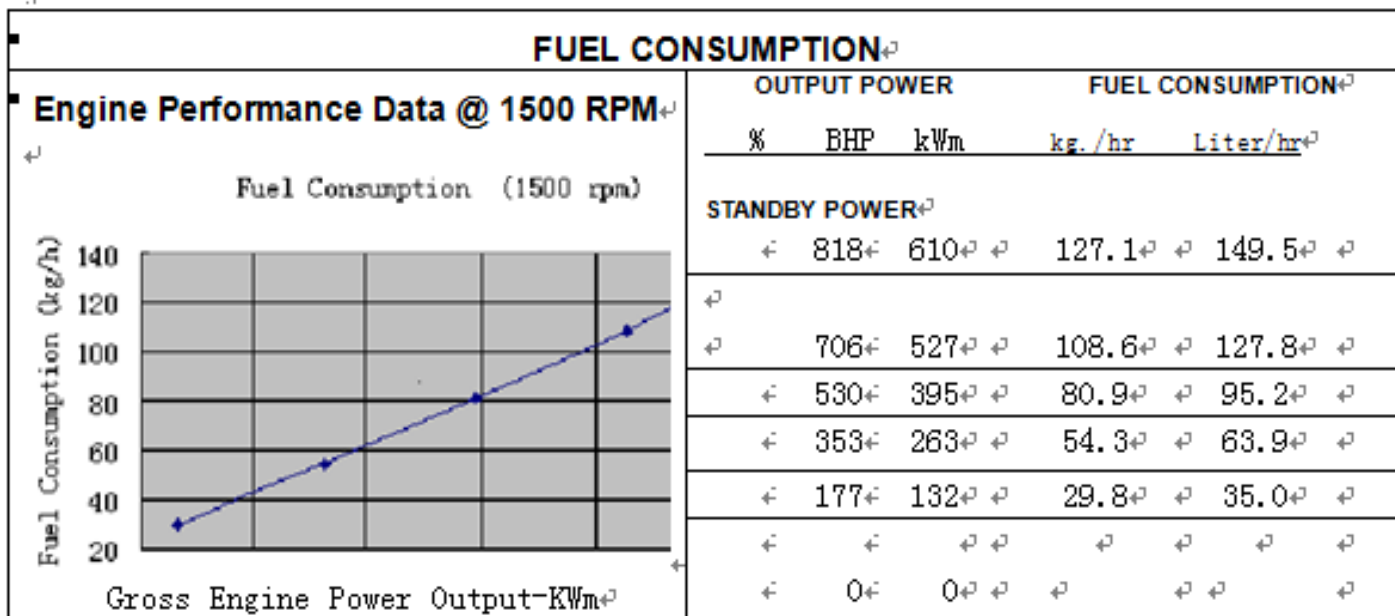 FUEL CONSUMPTION
Engine Performance Data @ 1500 RPM
Fuel Consumption (1500 rpm)
Fuel Consumption (kg/h)
140
120
100
80
60
40
20
Gross Engine Power Output-KWm
OUTPUT POWER FUEL CONSUMPTION
% BHP kWm kg./hr Liter/hr
STANDBY POWER
818 610 127.1 149.5
706 527 108.6 127.8
530 395 80.9 95.2
353 263 54.3 63.9
177 132 29.8 35.0
0 0